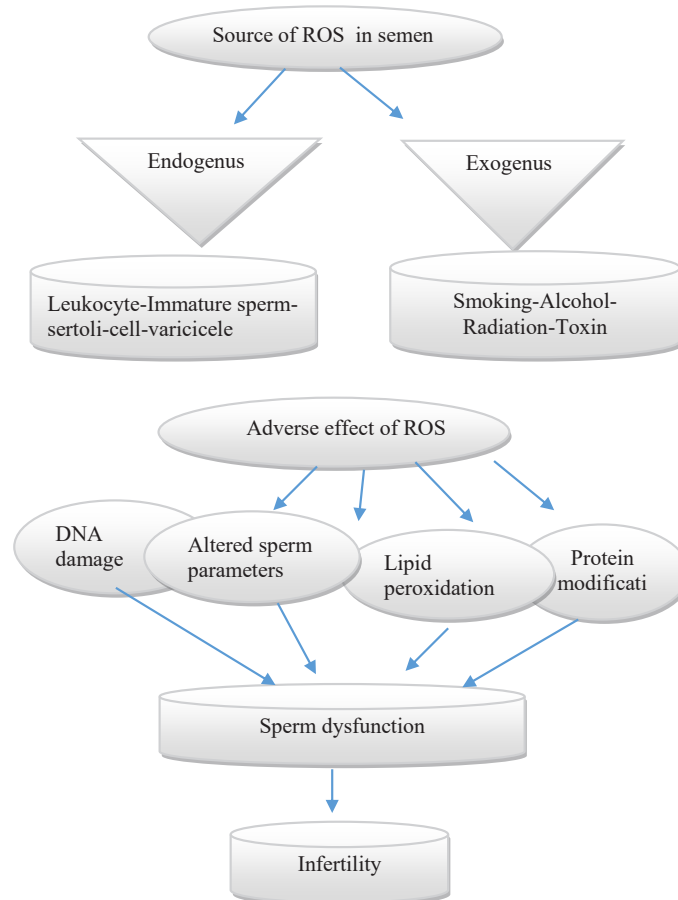 Source of ROS in semen
Endogenus
Exogenus
Leukocyte-Immature sperm-
sertoli-cell-varicicele
Smoking-Alcohol-
Radiation-Toxin
Adverse effect of ROS
DNA
damage
Altered sperm
parameters
Lipid
peroxidation
Protein
modificati
Sperm dysfunction
Infertility